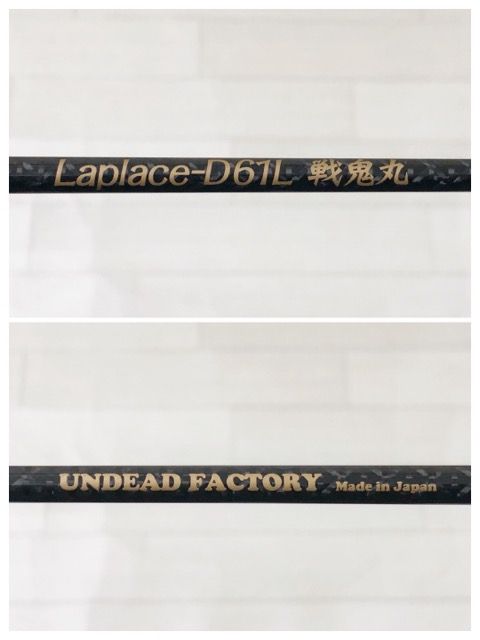 Laplace-D61L 戦鬼丸
UNDEAD FACTORY Made in Japan